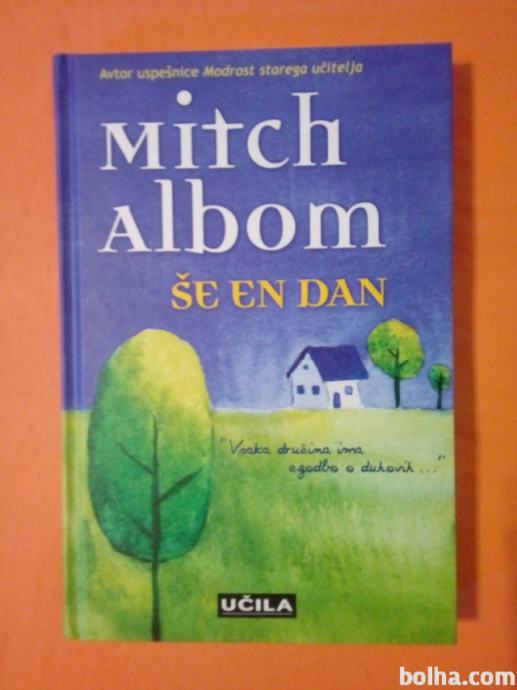 Avtor uspešnice Modrost starega učitelja
Mitch
Albom
ŠE EN DAN
"Vsaka družina ima
zgodbo o duhovih..."
UČILA
bolha.com